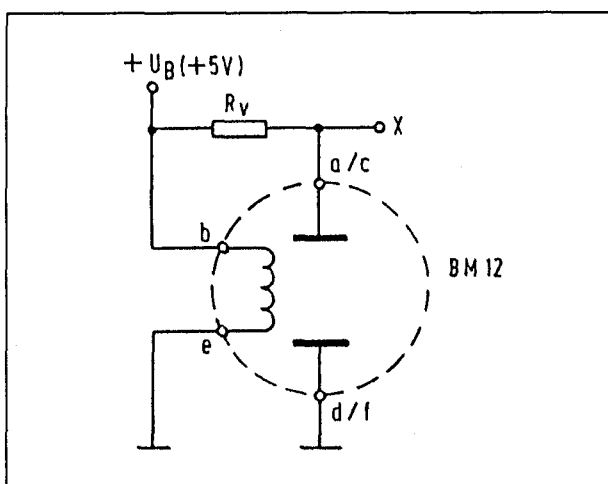 + U_B (+5V)
R_v
X
a/c
b
BM 12
e
d/f